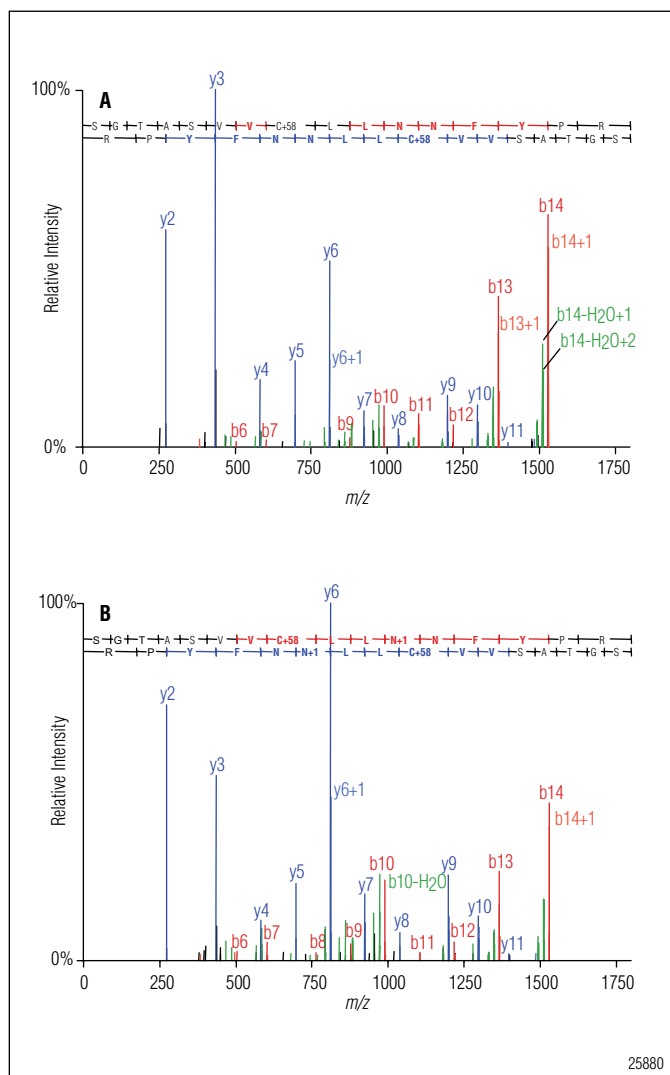 A
100%
0%
Relative Intensity
S G T A S V V C+58 L L N N F Y P R
R P Y F N N L L C+58 V V S A T G S
y3
y2
y6
b14
b14+1
b13
b13+1
b14-H2O+1
b14-H2O+2
y5
y6+1
y4
y7
b10
b11
y9
y10
b6
b7
b9
y8
b12
y11
0 250 500 750 1000 1250 1500 1750
m/z
B
100%
0%
Relative Intensity
S G T A S V V C+58 L L N+1 N F Y P R
R P Y F N N+1 L L C+58 V V S A T G S
y6
y2
y3
y6+1
b14
b14+1
b13
y5
b10
b10-H2O
y9
y4
y7
y10
b6
b7
b8
b9
y8
b11
b12
y11
0 250 500 750 1000 1250 1500 1750
m/z
25880